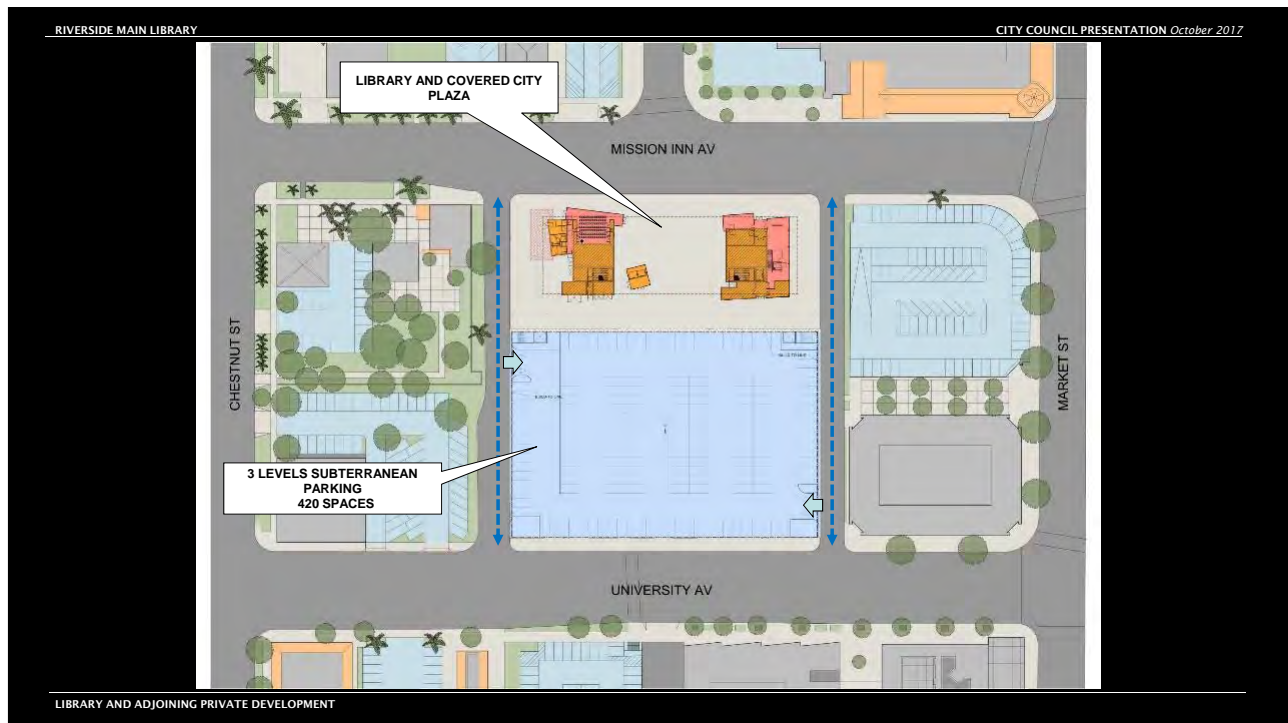 RIVERSIDE MAIN LIBRARY
CITY COUNCIL PRESENTATION October 2017
LIBRARY AND COVERED CITY
PLAZA
MISSION INN AV
CHESTNUT ST
MARKET ST
3 LEVELS SUBTERRANEAN
PARKING
420 SPACES
UNIVERSITY AV
LIBRARY AND ADJOINING PRIVATE DEVELOPMENT